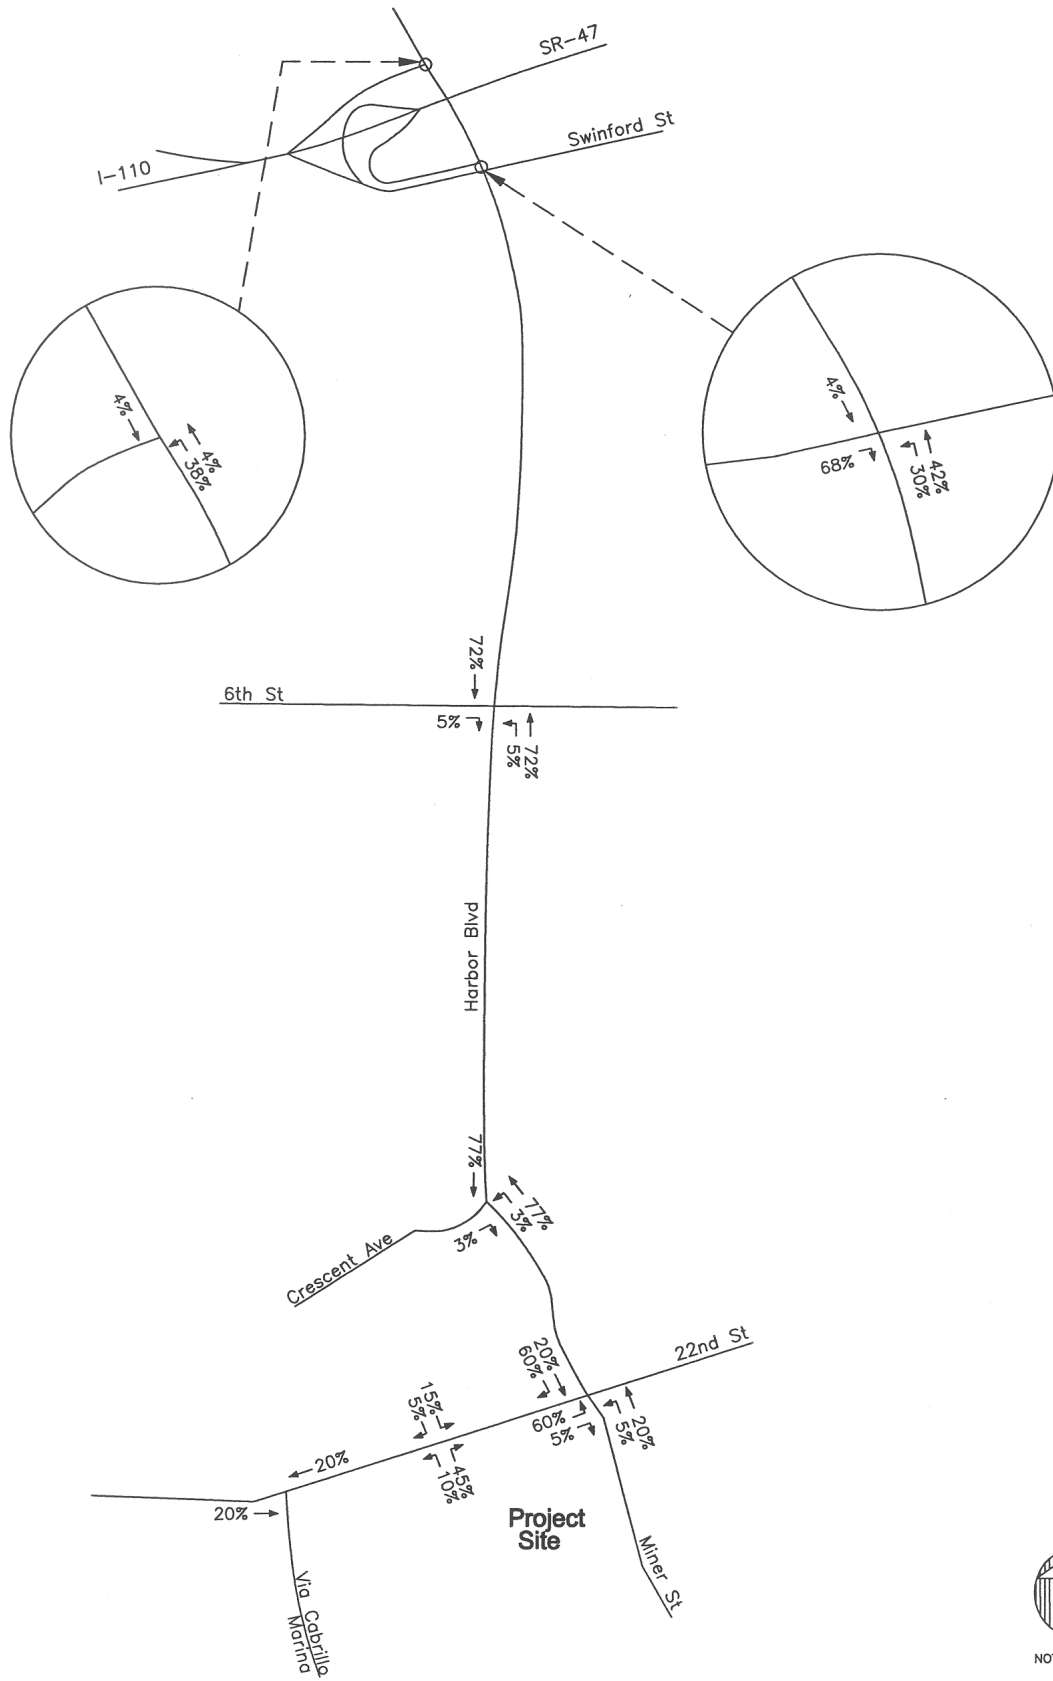 SR-47
Swinford St
I-110
4%
4%
38%
4%
68%
42%
30%
72%
6th St
5%
72%
5%
Harbor Blvd
77%
77%
3%
3%
Crescent Ave
22nd St
20%
60%
60%
5%
20%
5%
15%
5%
45%
10%
20%
20%
Project
Site
Miner St
Via Cabrillo
Marina